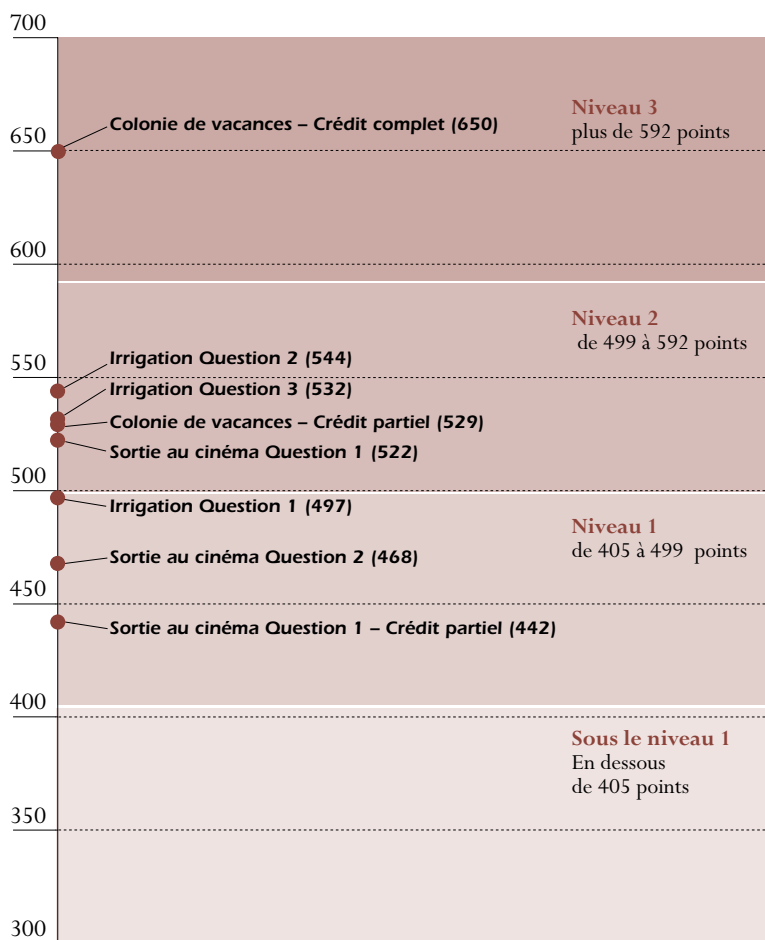 700
Niveau 3
plus de 592 points
Colonie de vacances – Crédit complet (650)
650
600
Niveau 2
de 499 à 592 points
Irrigation Question 2 (544)
550
Irrigation Question 3 (532)
Colonie de vacances – Crédit partiel (529)
Sortie au cinéma Question 1 (522)
500
Irrigation Question 1 (497)
Niveau 1
de 405 à 499 points
Sortie au cinéma Question 2 (468)
450
Sortie au cinéma Question 1 – Crédit partiel (442)
400
Sous le niveau 1
En dessous
de 405 points
350
300